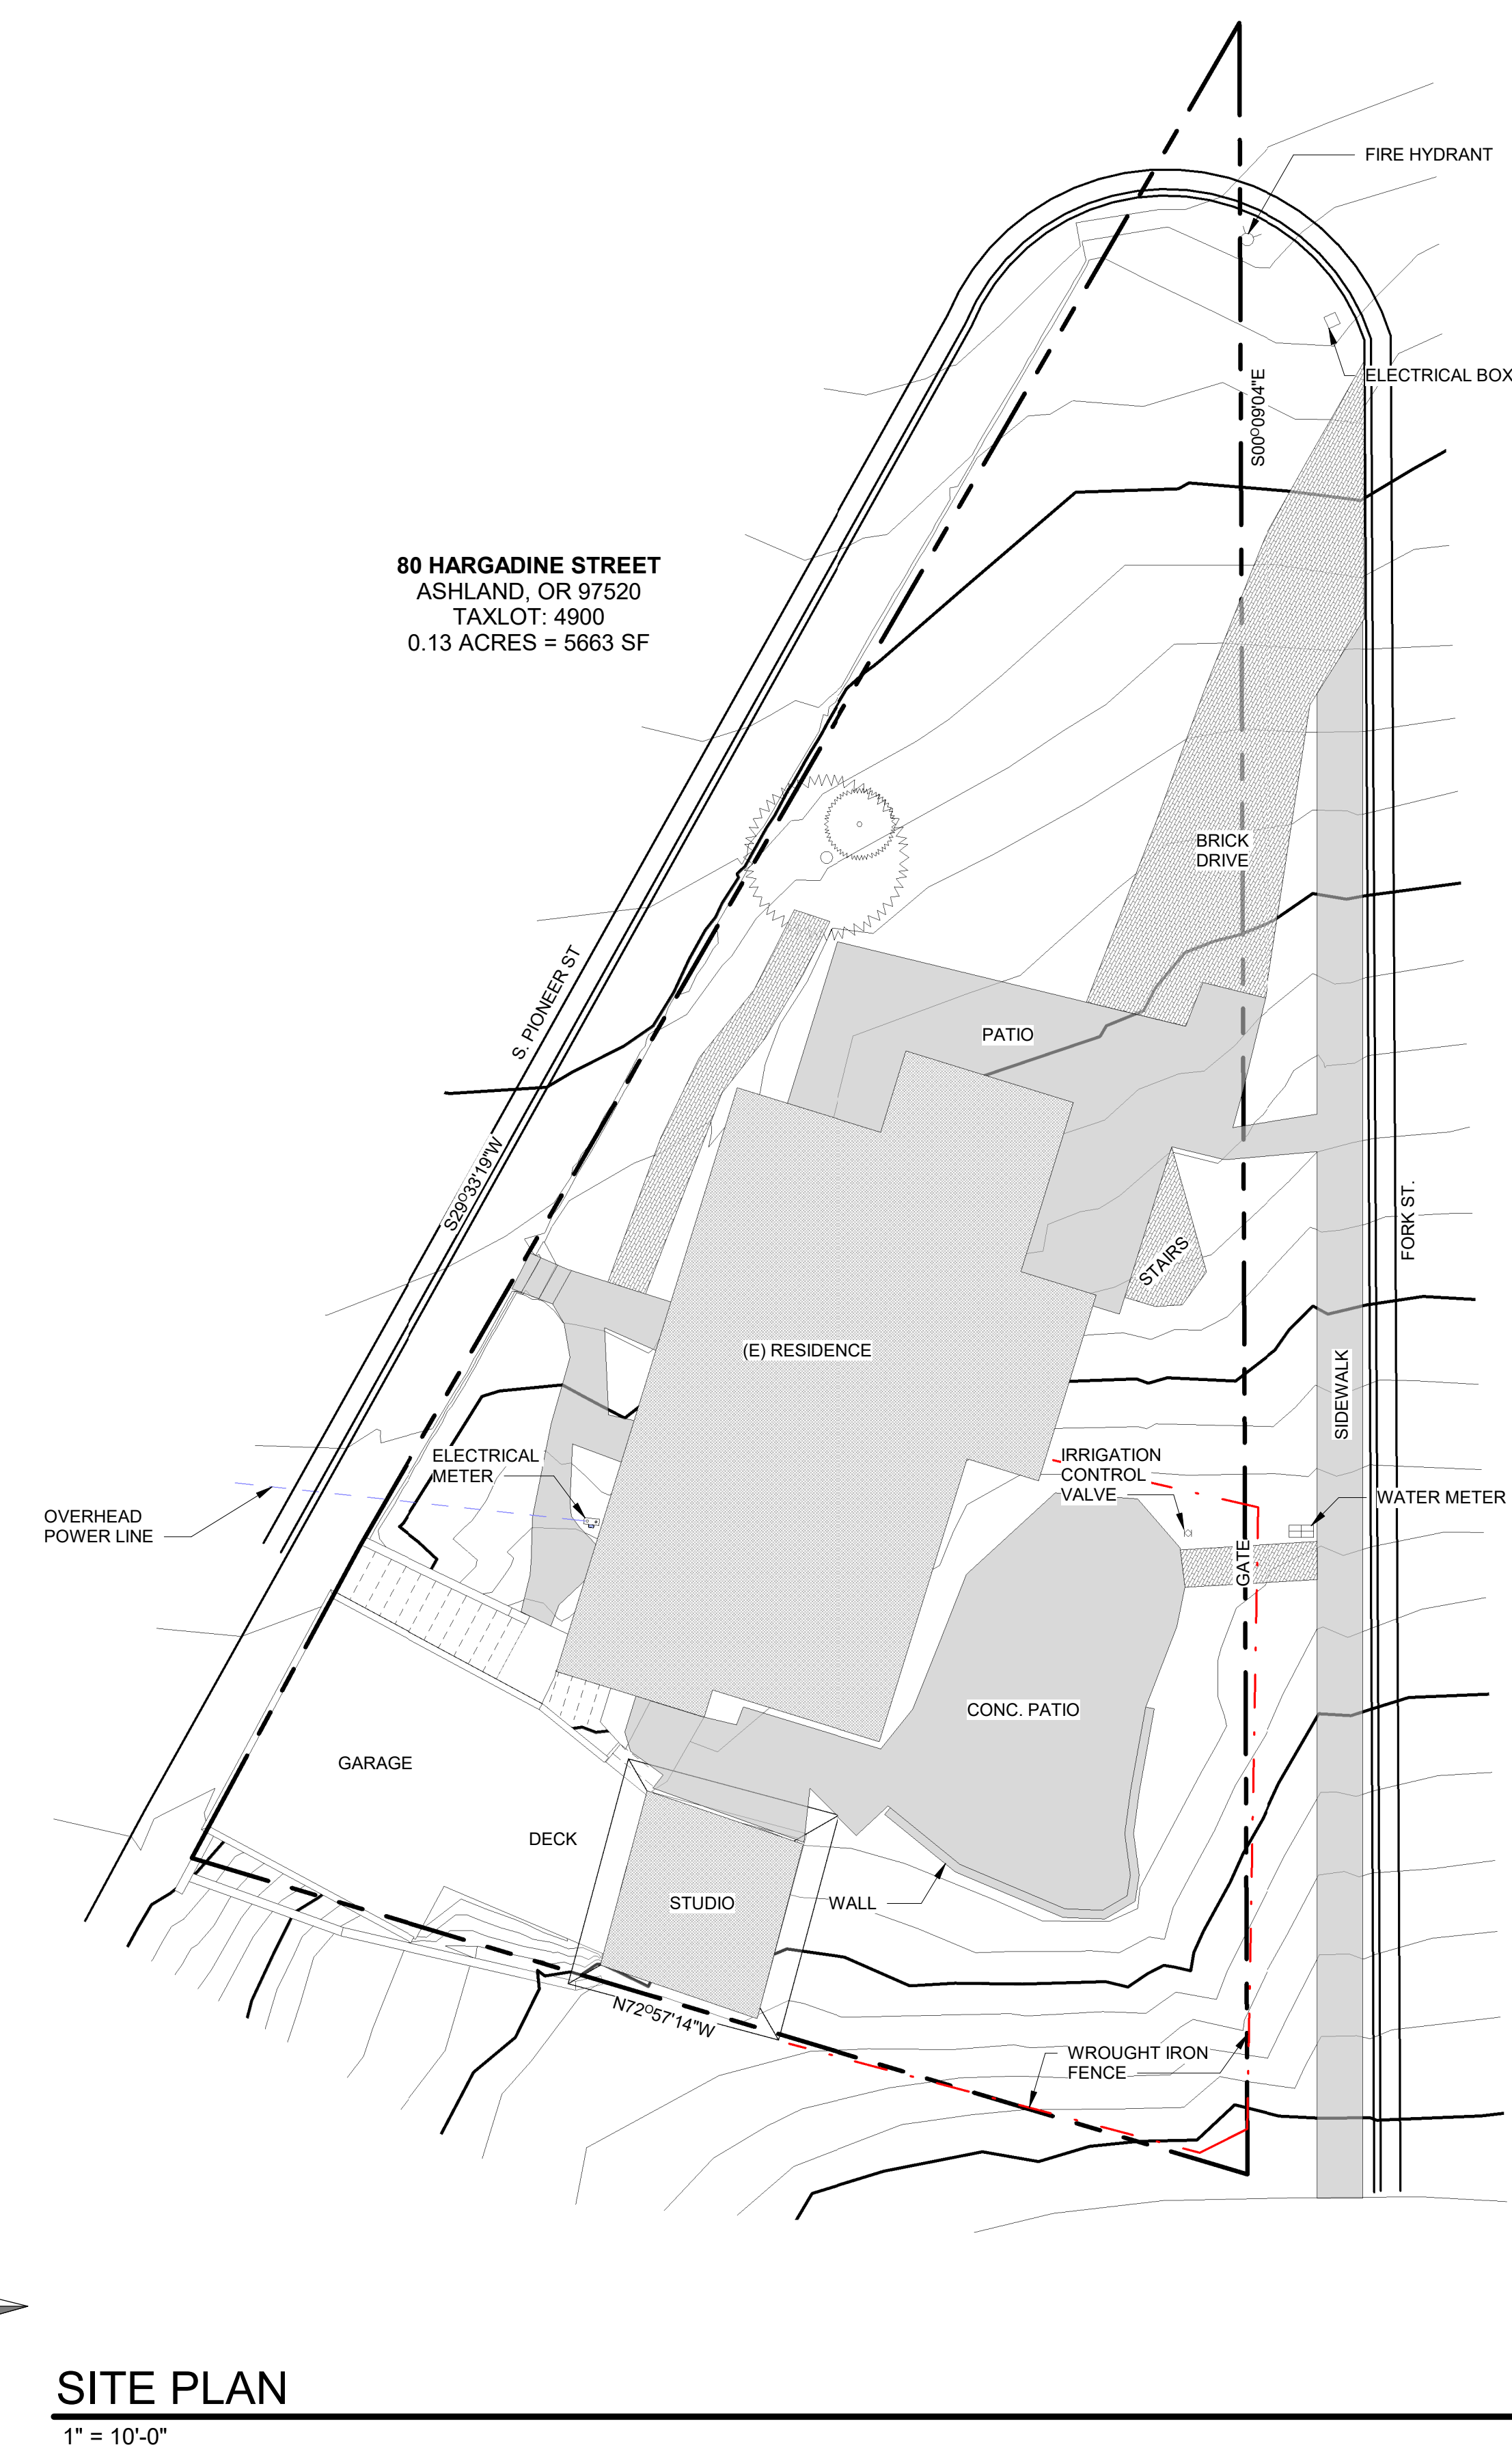 FIRE HYDRANT
ELECTRICAL BOX
S00°09'04"E
80 HARGADINE STREET
ASHLAND, OR 97520
TAXLOT: 4900
0.13 ACRES = 5663 SF
BRICK
DRIVE
S. PIONEER ST
PATIO
S29°33'19"W
FORK ST.
STAIRS
(E) RESIDENCE
SIDEWALK
ELECTRICAL
METER
IRRIGATION
CONTROL
VALVE
WATER METER
OVERHEAD
POWER LINE
GATE
CONC. PATIO
GARAGE
DECK
STUDIO
WALL
N72°57'14"W
WROUGHT IRON
FENCE
SITE PLAN
1" = 10'-0"